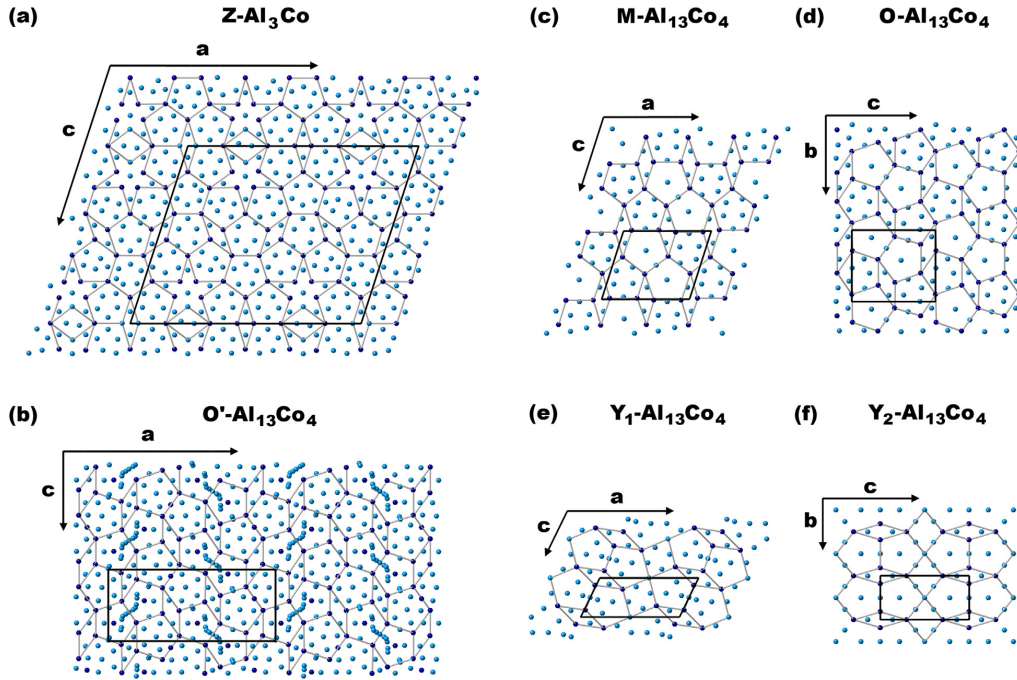 (a) Z-Al₃Co
a
c
(c) M-Al₁₃Co₄
a
c
(d) O-Al₁₃Co₄
c
b
(b) O'-Al₁₃Co₄
a
c
(e) Y₁-Al₁₃Co₄
a
c
(f) Y₂-Al₁₃Co₄
c
b